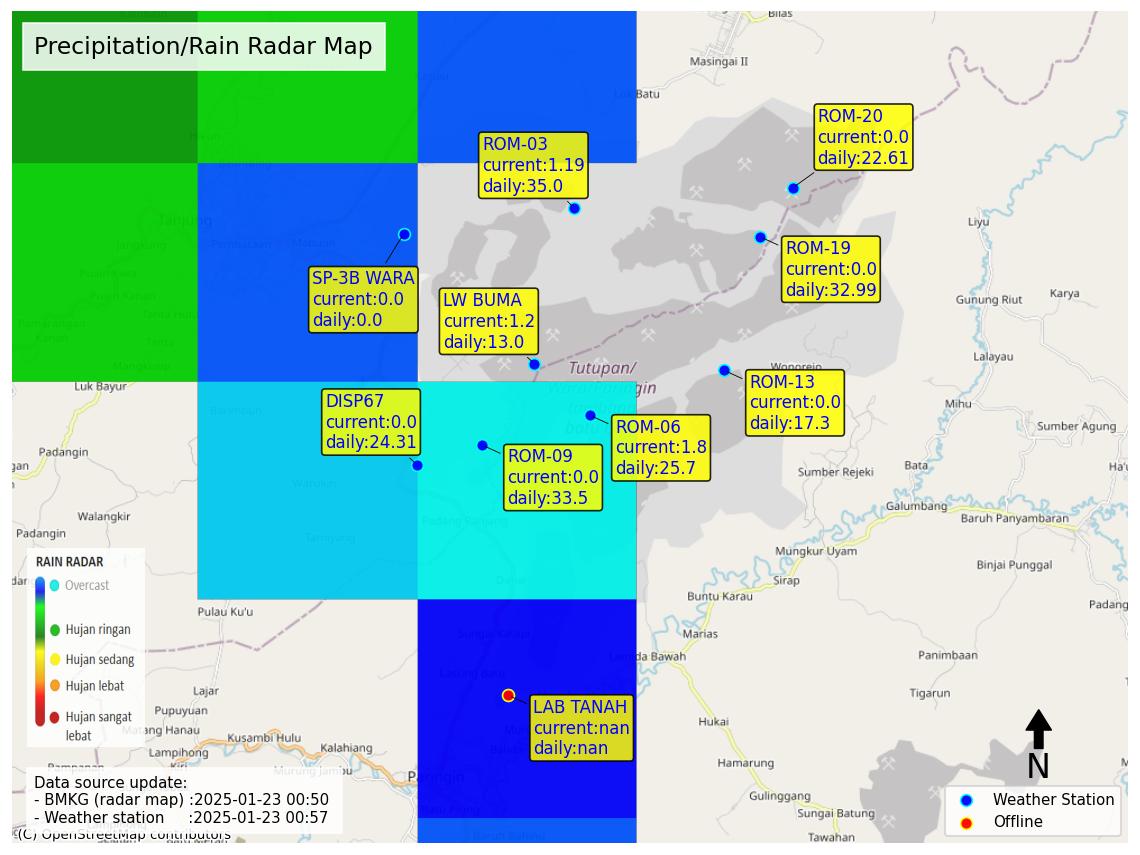 Precipitation/Rain Radar Map
Bilas
Masingai II
Luk Batu
ROM-20
current:0.0
daily:22.61
ROM-03
current:1.19
daily:35.0
Tanjung
Liyu
ROM-19
current:0.0
daily:32.99
SP-3B WARA
current:0.0
daily:0.0
LW BUMA
current:1.2
daily:13.0
Gunung Riut
Karya
Lalayau
Tutupan/
Wara/Paringin
Wonorejo
Luk Bayur
ROM-13
current:0.0
daily:17.3
Mihu
DISP67
current:0.0
daily:24.31
ROM-06
current:1.8
daily:25.7
Sumber Agung
ROM-09
current:0.0
daily:33.5
Padang
Bata
Sumber Rejeki
Galumbang
Walangkir
Baruh Panyambaran
Padangin
Padang Panjang
Mungkur Uyam
Binjai Punggal
RAIN RADAR
Overcast
Hujan ringan
Hujan sedang
Hujan lebat
Hujan sangat
lebat
Sirap
Buntu Karau
Padang
Pulau Ku'u
Marias
Lamida Bawah
Panimbaan
Lajar
Tigarun
Pupuyuan
LAB TANAH
current:nan
daily:nan
Hukai
Matang Hanau
Kusambi Hulu
Lampihong
Kalahiang
Hamarung
Murung Jambu
Paringin
N
Data source update:
- BMKG (radar map) :2025-01-23 00:50
- Weather station :2025-01-23 00:57
(C) OpenStreetMap contributors
Gulinggang
Sungai Batung
Tawahan
Weather Station
Offline